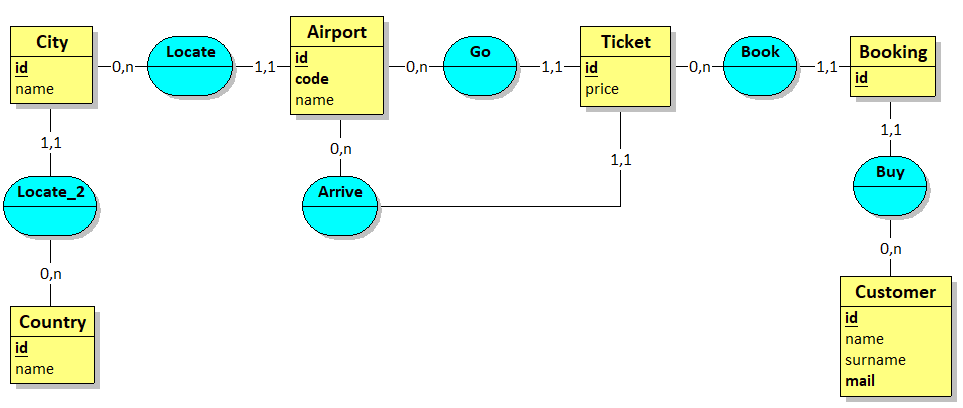 City
id
name
0,n
Locate
1,1
Airport
id
code
name
0,n
Go
1,1
Ticket
id
price
0,n
Book
1,1
Booking
id
1,1
Locate_2
0,n
Country
id
name
0,n
Arrive
1,1
1,1
Buy
0,n
Customer
id
name
surname
mail